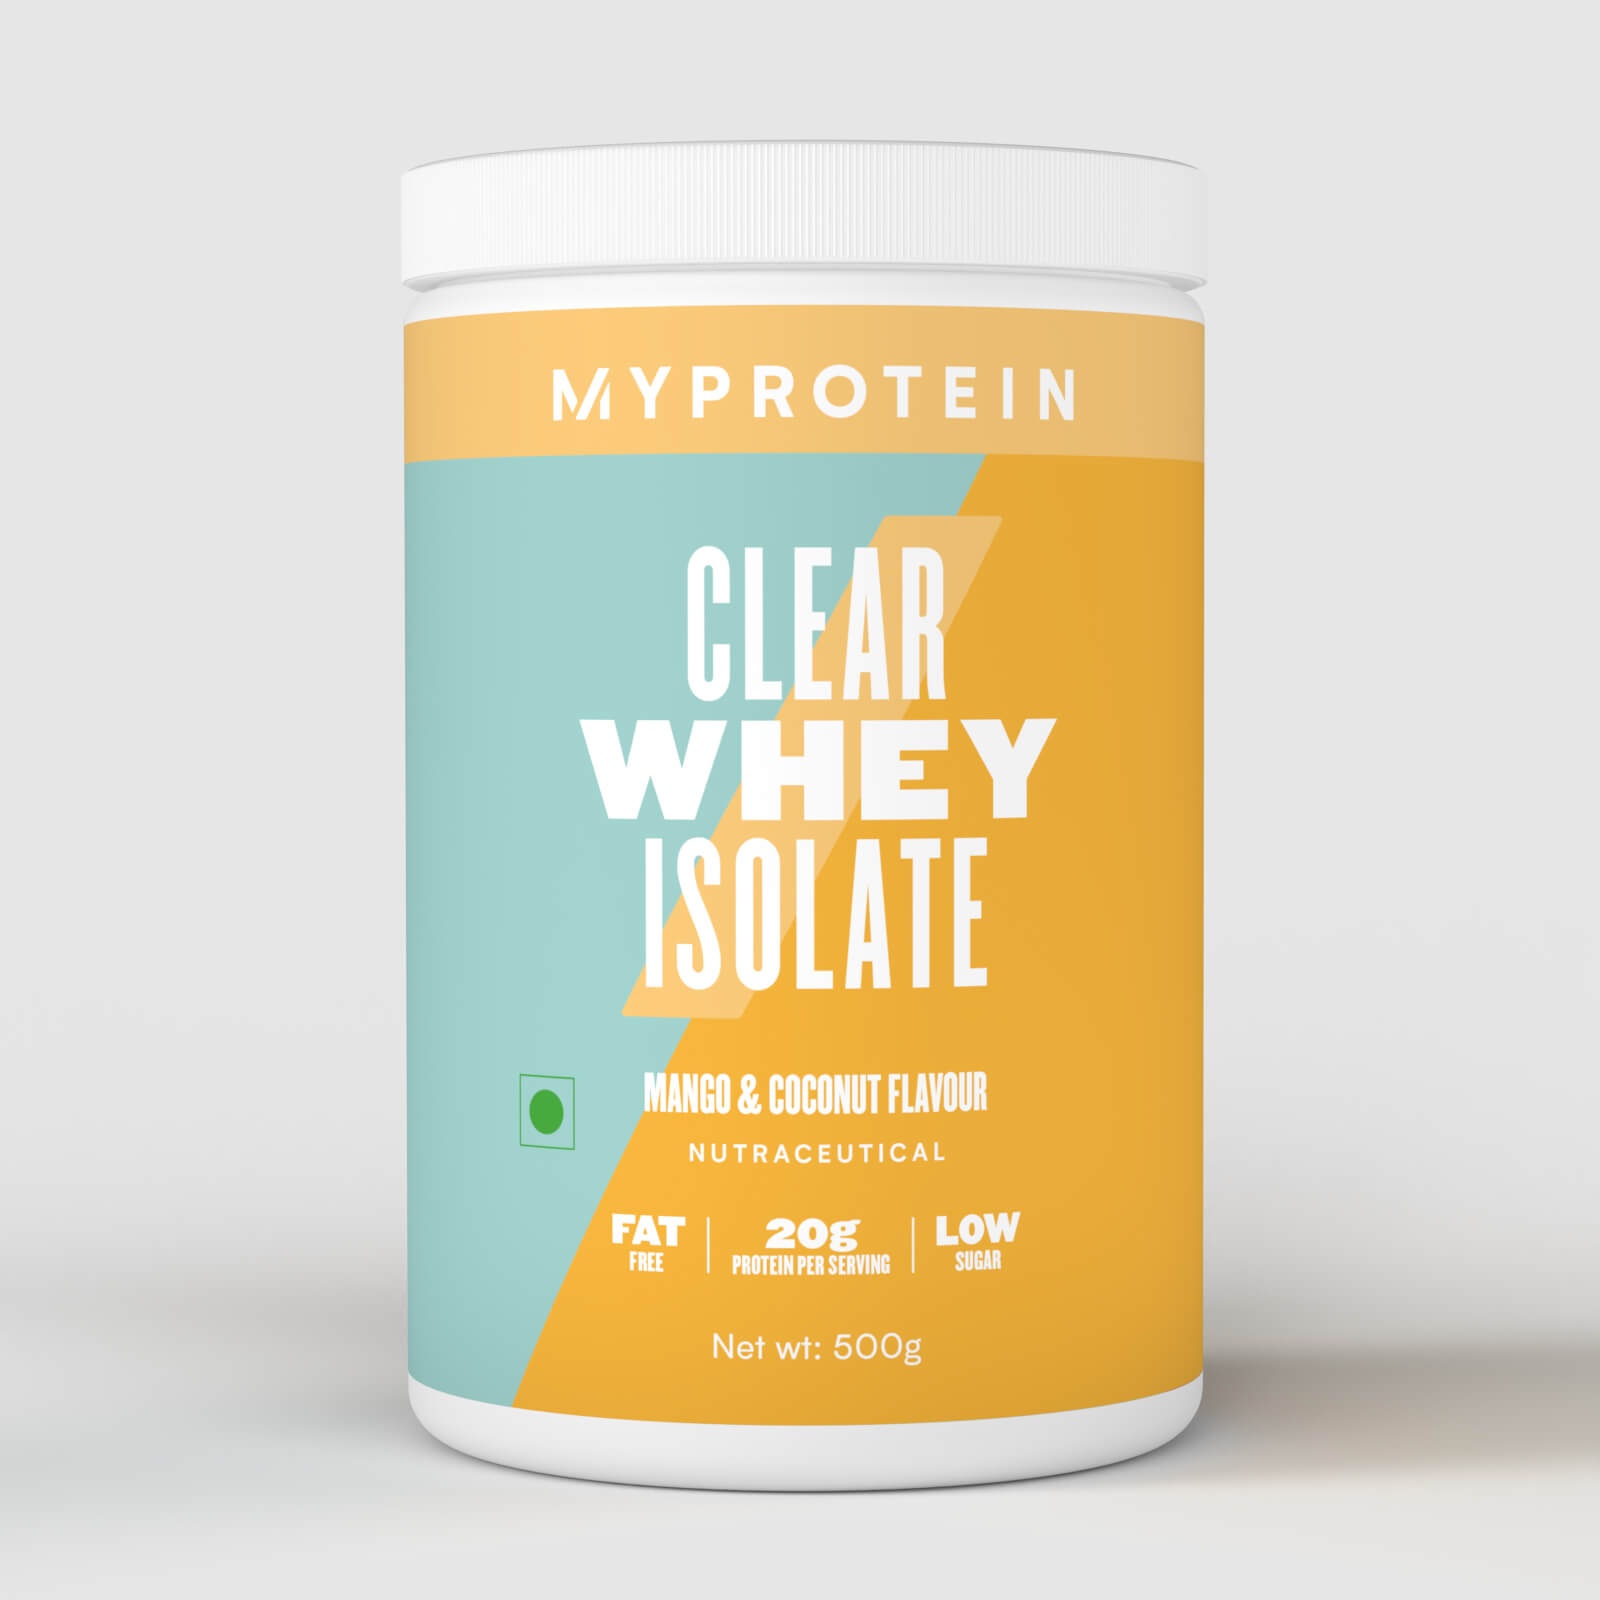 MYPROTEIN
CLEAR
WHEY
ISOLATE
MANGO & COCONUT FLAVOUR
NUTRACEUTICAL
FAT
FREE
20g
PROTEIN PER SERVING
LOW
SUGAR
Net wt: 500g